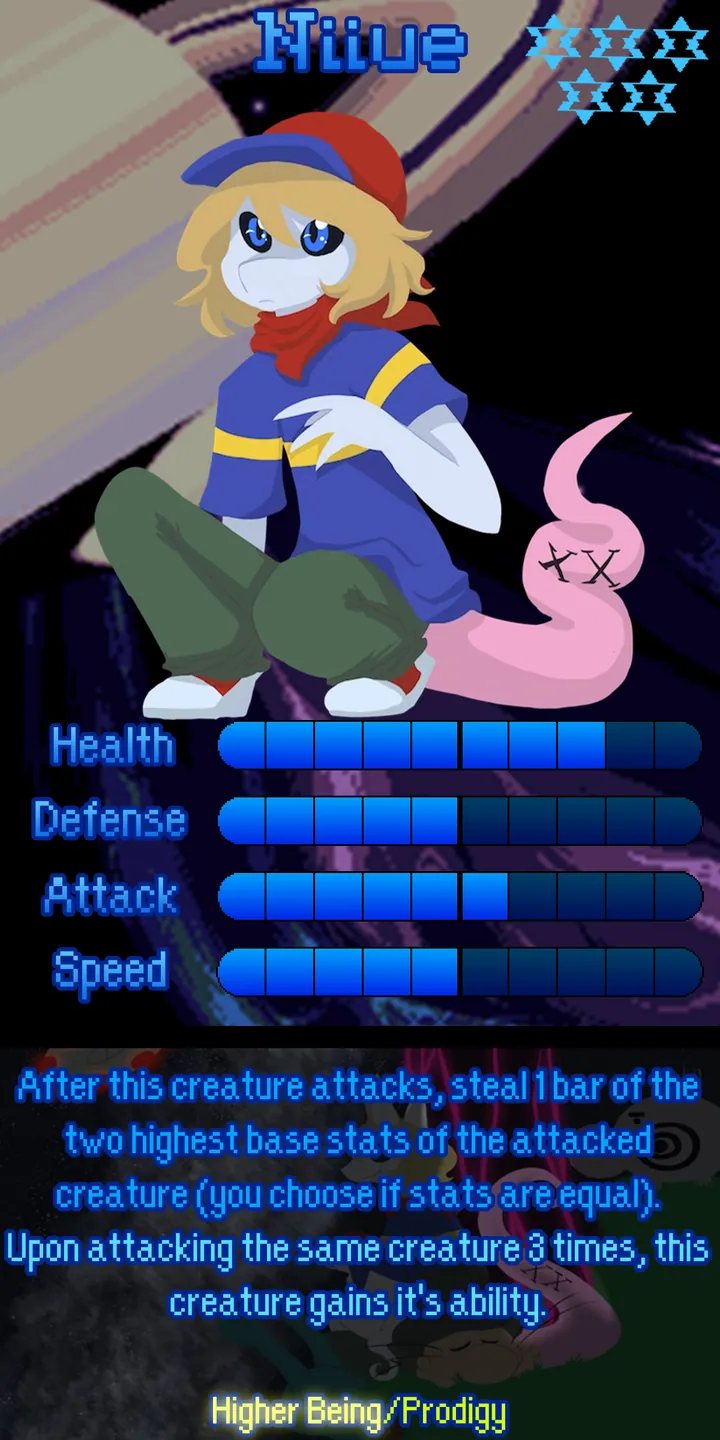 Niive
Health
Defense
Attack
Speed
After this creature attacks, steal 1 bar of the
two highest base stats of the attacked
creature (you choose if stats are equal).
Upon attacking the same creature 3 times, this
creature gains it's ability.
Higher Being/Prodigy